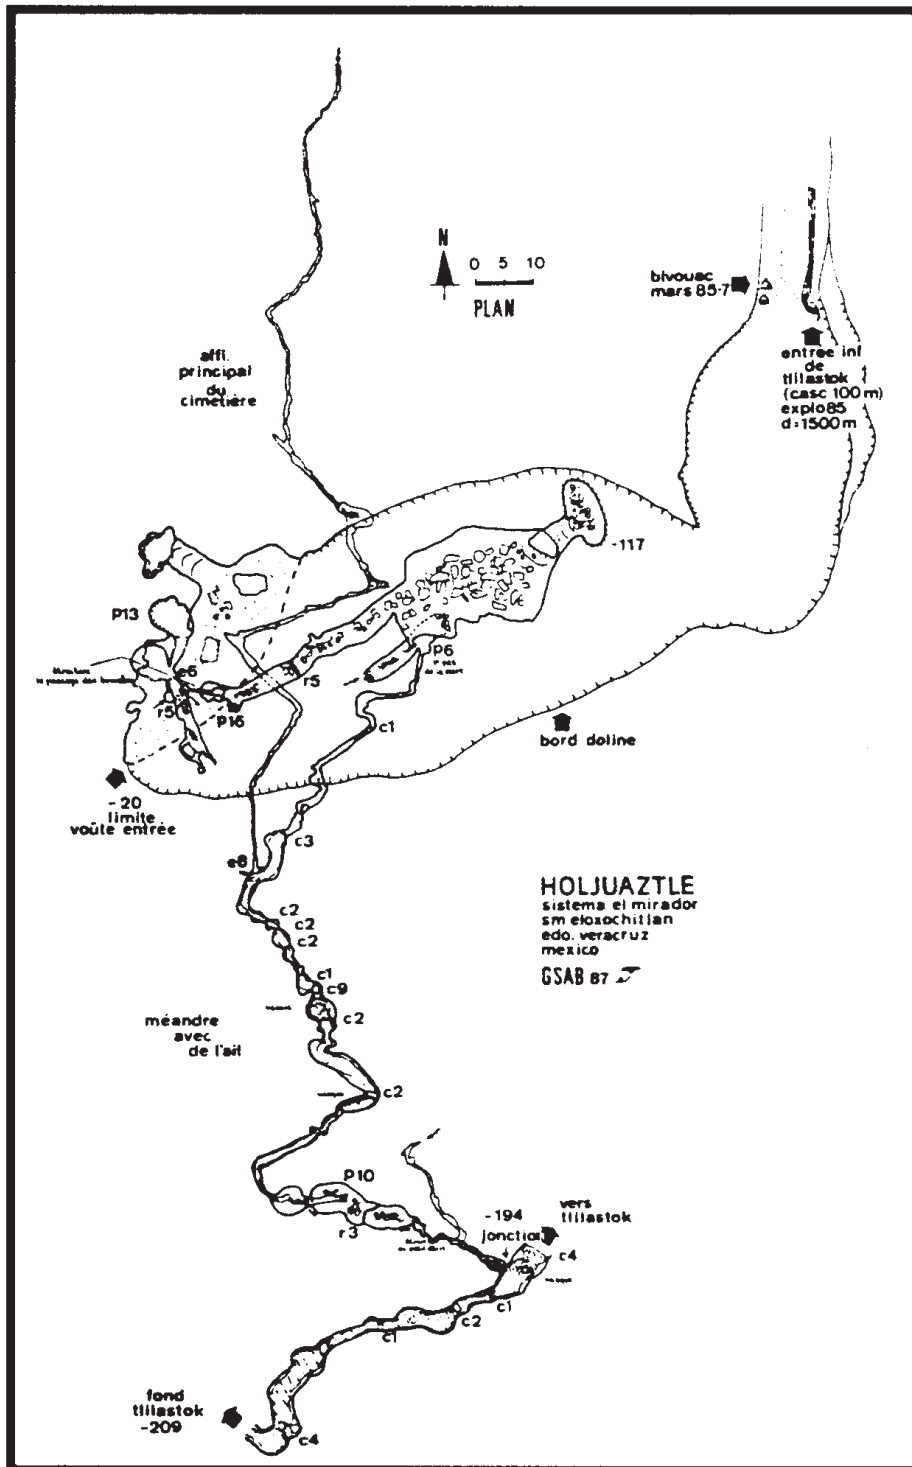 N
0 5 10
PLAN
bivouac
mars 85-7
entree inf
de
tlilastok
(casc 100 m)
explo 85
d=1500 m
affl.
principal
du
cimetière
-117
P13
e6
r5
P16
r5
P6
c1
bord doline
-20
limite
voûte entrée
c3
e6
HOLJUAZTLE
sistema el mirador
sm eloxochitlan
edo. veracruz
mexico
GSAB 87
c2
c2
c2
c1
c9
c2
méandre
avec
de l'ail
c2
P10
r3
-194
jonction
vers
tlilastok
c4
c1
c2
c1
fond
tlilastok
-209
c4